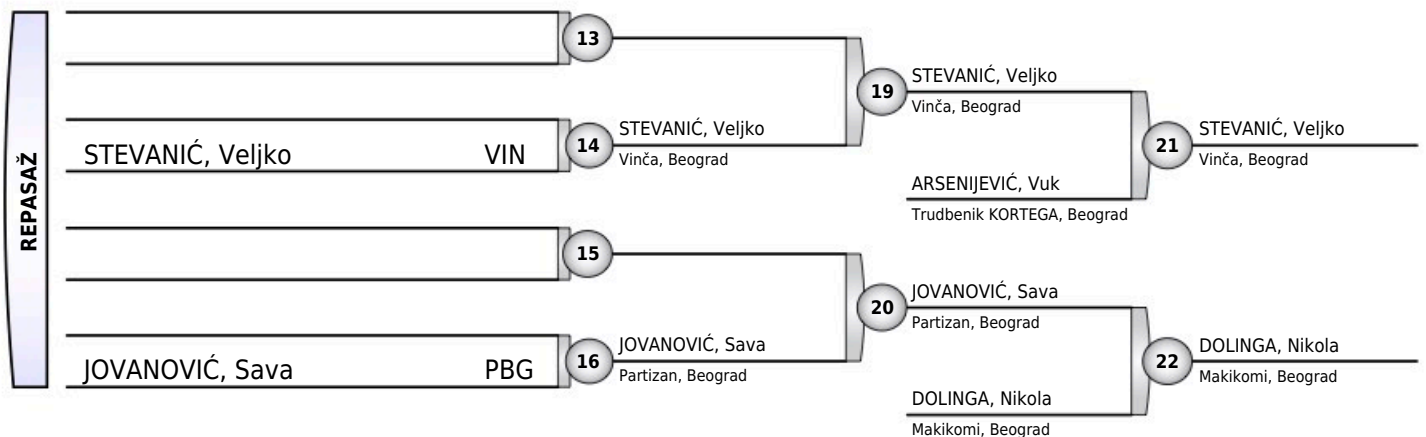 REPASAŽ
13
STEVANIĆ, Veljko VIN
14
STEVANIĆ, Veljko
Vinča, Beograd
15
JOVANOVIĆ, Sava PBG
16
JOVANOVIĆ, Sava
Partizan, Beograd
19
STEVANIĆ, Veljko
Vinča, Beograd
ARSENIJEVIĆ, Vuk
Trudbenik KORTEGA, Beograd
20
JOVANOVIĆ, Sava
Partizan, Beograd
DOLINGA, Nikola
Makikomi, Beograd
21
STEVANIĆ, Veljko
Vinča, Beograd
22
DOLINGA, Nikola
Makikomi, Beograd